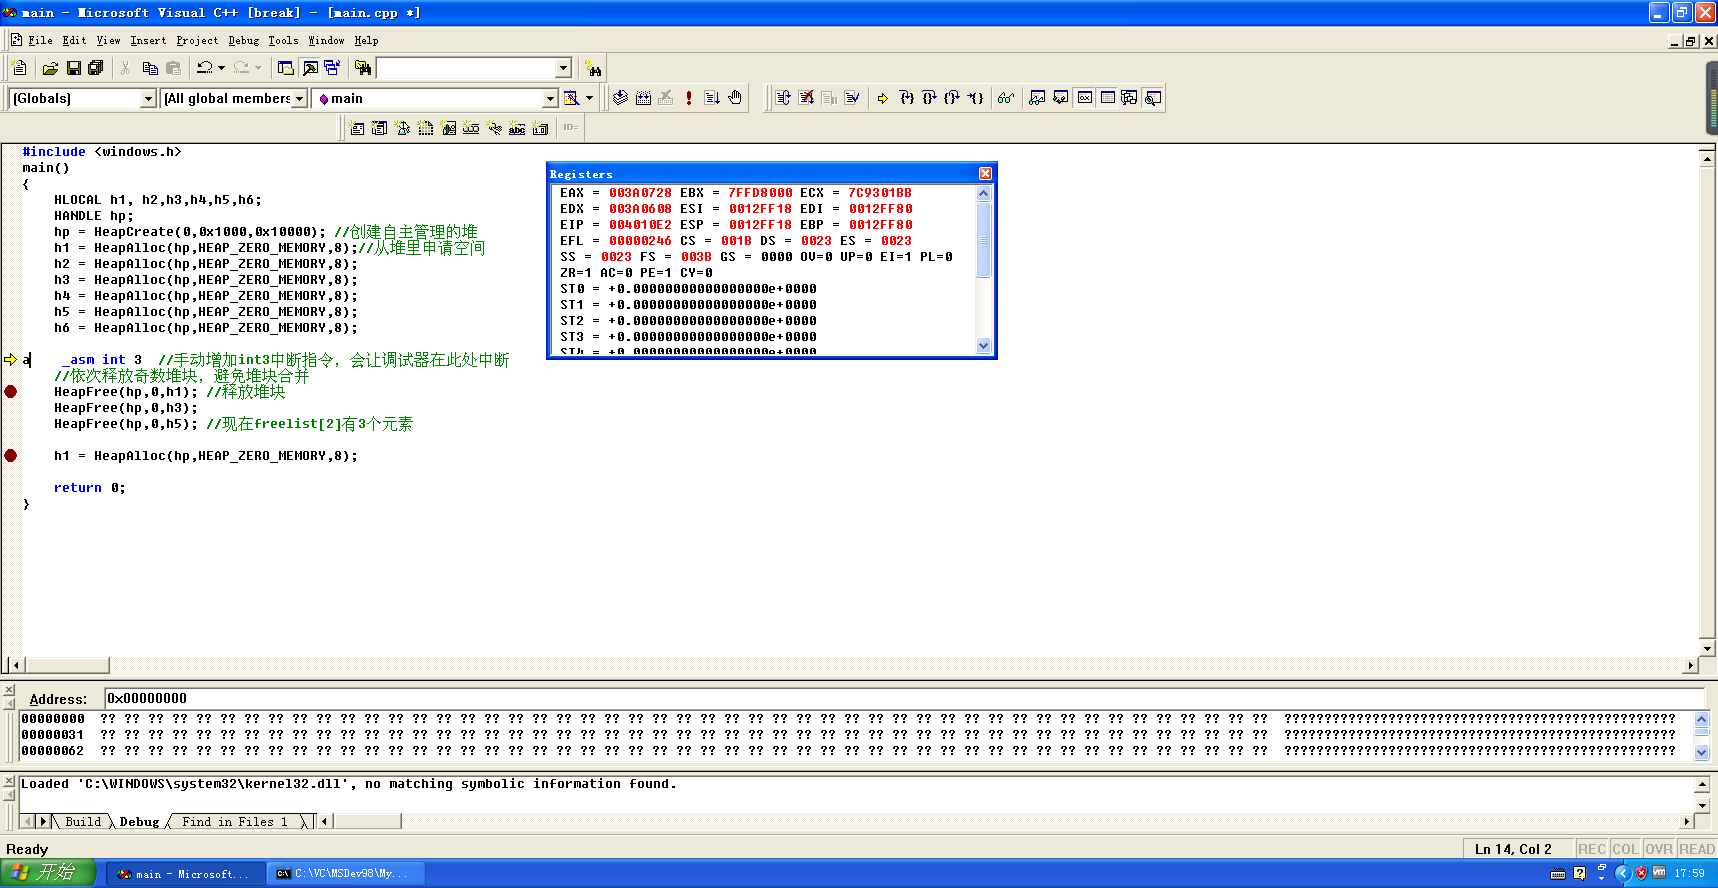 main - Microsoft Visual C++ [break] - [main.cpp *]
File Edit View Insert Project Debug Tools Window Help
(Globals) (All global members main
ID=
#include <windows.h>
main()
{
HLOCAL h1, h2,h3,h4,h5,h6;
HANDLE hp;
hp = HeapCreate(0,0x1000,0x10000); //创建自主管理的堆
h1 = HeapAlloc(hp,HEAP_ZERO_MEMORY,8);//从堆里申请空间
h2 = HeapAlloc(hp,HEAP_ZERO_MEMORY,8);
h3 = HeapAlloc(hp,HEAP_ZERO_MEMORY,8);
h4 = HeapAlloc(hp,HEAP_ZERO_MEMORY,8);
h5 = HeapAlloc(hp,HEAP_ZERO_MEMORY,8);
h6 = HeapAlloc(hp,HEAP_ZERO_MEMORY,8);
a _asm int 3 //手动增加int3中断指令，会让调试器在此处中断
//依次释放奇数堆块，避免堆块合并
HeapFree(hp,0,h1); //释放堆块
HeapFree(hp,0,h3);
HeapFree(hp,0,h5); //现在freelist[2]有3个元素
h1 = HeapAlloc(hp,HEAP_ZERO_MEMORY,8);
return 0;
}
Registers
EAX = 003A0728 EBX = 7FFD8000 ECX = 7C9301BB
EDX = 003A0608 ESI = 0012FF18 EDI = 0012FF80
EIP = 004010E2 ESP = 0012FF18 EBP = 0012FF80
EFL = 00000246 CS = 001B DS = 0023 ES = 0023
SS = 0023 FS = 003B GS = 0000 OV=0 UP=0 EI=1 PL=0
ZR=1 AC=0 PE=1 CY=0
ST0 = +0.00000000000000000e+0000
ST1 = +0.00000000000000000e+0000
ST2 = +0.00000000000000000e+0000
ST3 = +0.00000000000000000e+0000
ST4 = +0.00000000000000000e+0000
Address: 0x00000000
00000000 ?? ?? ?? ?? ?? ?? ?? ?? ?? ?? ?? ?? ?? ?? ?? ?? ?? ?? ?? ?? ?? ?? ?? ?? ?? ?? ?? ?? ?? ?? ?? ?? ?? ?? ?? ?? ?? ?? ?? ?? ?? ?? ?? ?? ?? ?? ?? ?? ?? ?????????????????????????????????????????????????
00000031 ?? ?? ?? ?? ?? ?? ?? ?? ?? ?? ?? ?? ?? ?? ?? ?? ?? ?? ?? ?? ?? ?? ?? ?? ?? ?? ?? ?? ?? ?? ?? ?? ?? ?? ?? ?? ?? ?? ?? ?? ?? ?? ?? ?? ?? ?? ?? ?? ?? ?????????????????????????????????????????????????
00000062 ?? ?? ?? ?? ?? ?? ?? ?? ?? ?? ?? ?? ?? ?? ?? ?? ?? ?? ?? ?? ?? ?? ?? ?? ?? ?? ?? ?? ?? ?? ?? ?? ?? ?? ?? ?? ?? ?? ?? ?? ?? ?? ?? ?? ?? ?? ?? ?? ?? ?????????????????????????????????????????????????
Loaded 'C:\WINDOWS\system32\kernel32.dll', no matching symbolic information found.
Build Debug Find in Files 1
Ready Ln 14, Col 2 REC COL OVR READ
开始 main - Microsoft... C:\VC\MSDev98\My... 17:59